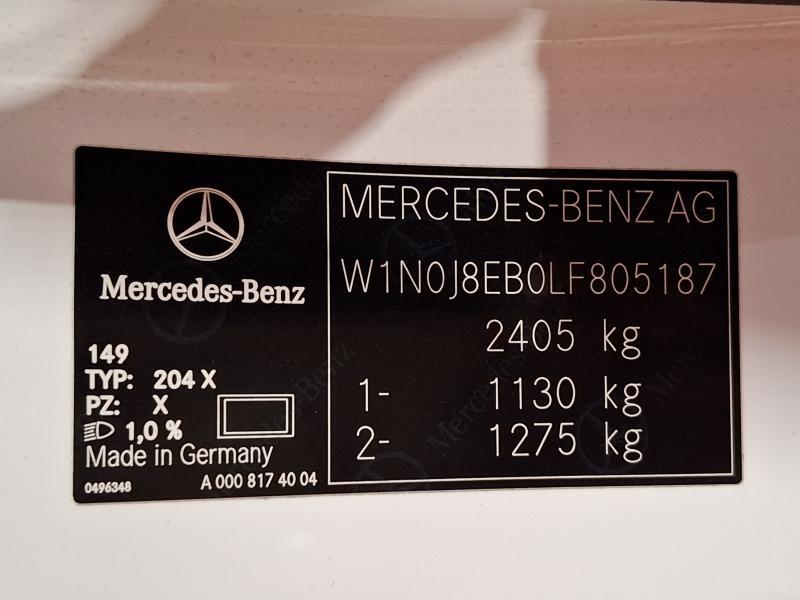 Mercedes-Benz
149
TYP: 204 X
PZ: X
1,0 %
Made in Germany
0496348
A 000 817 40 04
MERCEDES-BENZ AG
W1N0J8EB0LF805187
2405 kg
1- 1130 kg
2- 1275 kg